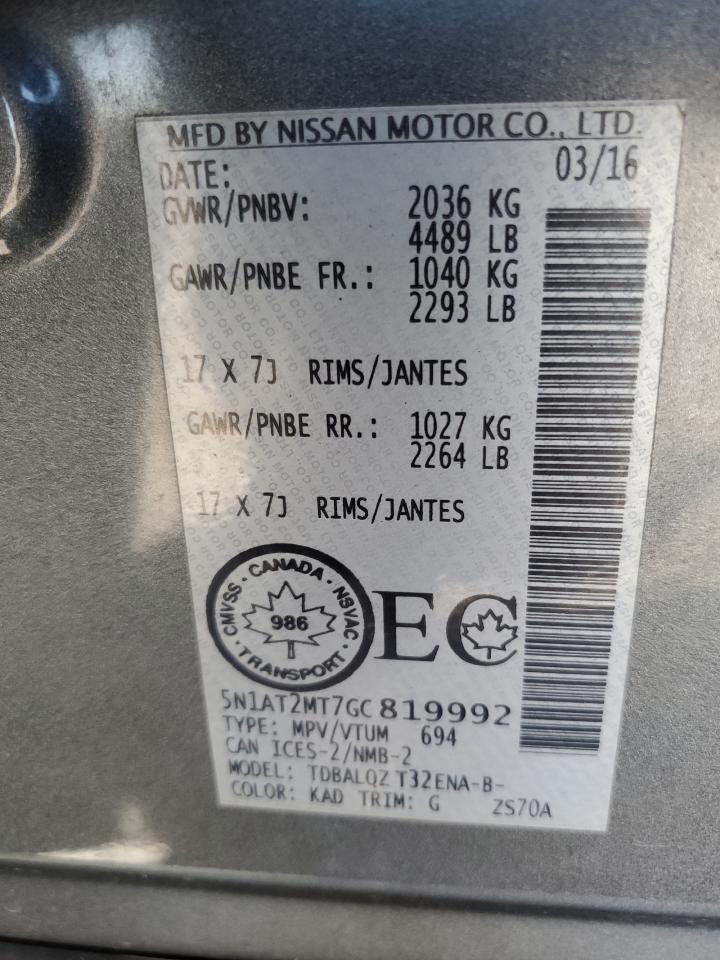 MFD BY NISSAN MOTOR CO., LTD.
DATE: 03/16
GVWR/PNBV: 2036 KG
4489 LB
GAWR/PNBE FR.: 1040 KG
2293 LB
17 X 7J RIMS/JANTES
GAWR/PNBE RR.: 1027 KG
2264 LB
17 X 7J RIMS/JANTES
CMVSS · CANADA · NSVAC
986
· TRANSPORT ·
EC
5N1AT2MT7GC819992
TYPE: MPV/VTUM 694
CAN ICES-2/NMB-2
MODEL: TDBALQZ T32ENA-B-
COLOR: KAD TRIM: G ZS70A